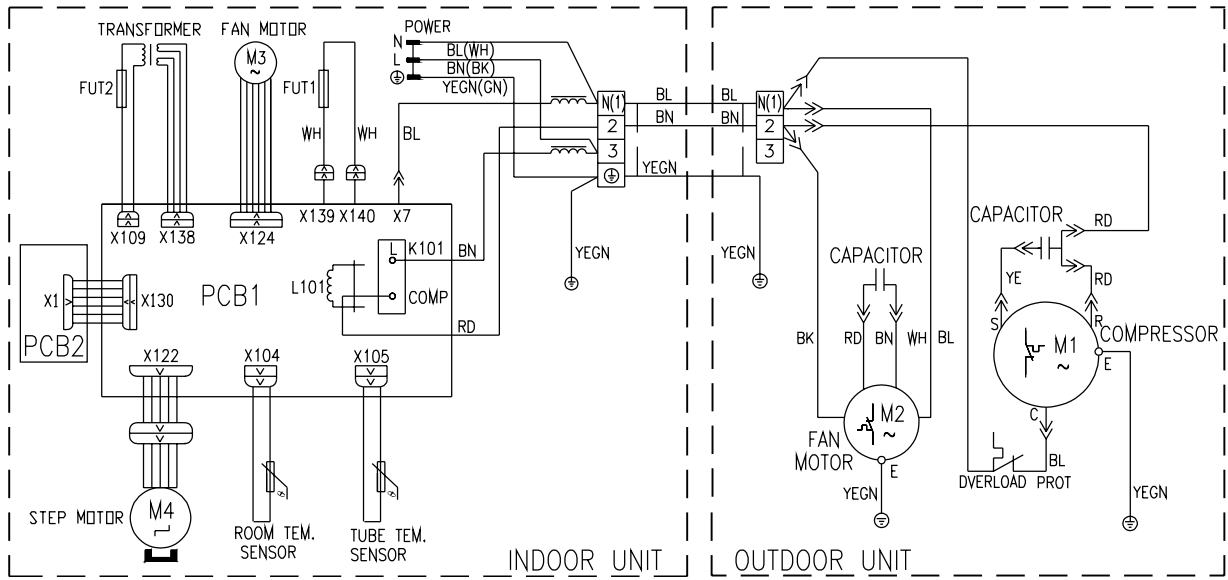 TRANSFORMER
FAN MOTOR
POWER
N
L
BL(WH)
BN(BK)
YEGN(GN)
FUT2
M3
~
FUT1
WH
WH
BL
N(1)
2
3
BL
BN
YEGN
BL
BN
N(1)
2
3
X109
X138
X124
X139
X140
X7
X1
X130
PCB2
PCB1
L101
L
K101
COMP
BN
RD
YEGN
YEGN
CAPACITOR
BK
RD
BN
WH
BL
CAPACITOR
RD
YE
RD
S
R
COMPRESSOR
M1
~
E
C
BL
YEGN
M2
~
FAN
MOTOR
E
YEGN
DVERLOAD PROT
X122
X104
X105
STEP MOTOR
M4
θ
θ
ROOM TEM.
SENSOR
TUBE TEM.
SENSOR
INDOOR UNIT
OUTDOOR UNIT